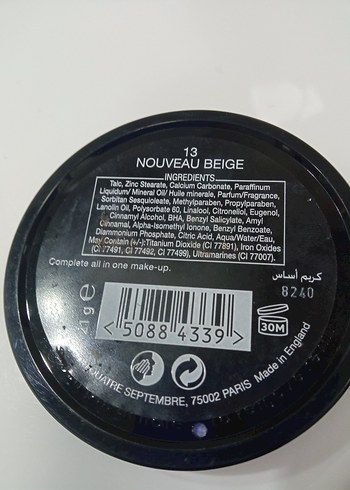 13
NOUVEAU BEIGE
INGREDIENTS
Talc, Zinc Stearate, Calcium Carbonate, Paraffinum
Liquidum/ Mineral Oil/ Huile minerale, Parfum/Fragrance,
Sorbitan Sesquioleate, Methylparaben, Propylparaben,
Lanolin Oil, Polysorbate 60, Linalool, Citronellol, Eugenol,
Cinnamyl Alcohol, BHA, Benzyl Salicylate, Amyl
Cinnamal, Alpha-Isomethyl Ionone, Benzyl Benzoate,
Diammonium Phosphate, Citric Acid, Aqua/Water/Eau,
May Contain (+/-):Titanium Dioxide (CI 77891), Iron Oxides
(CI 77491, CI 77492, CI 77499), Ultramarines (CI 77007).
Complete all in one make-up.
كريم أساس
8240
21 g e
<5088 4339>
30M
QUATRE SEPTEMBRE, 75002 PARIS Made in England